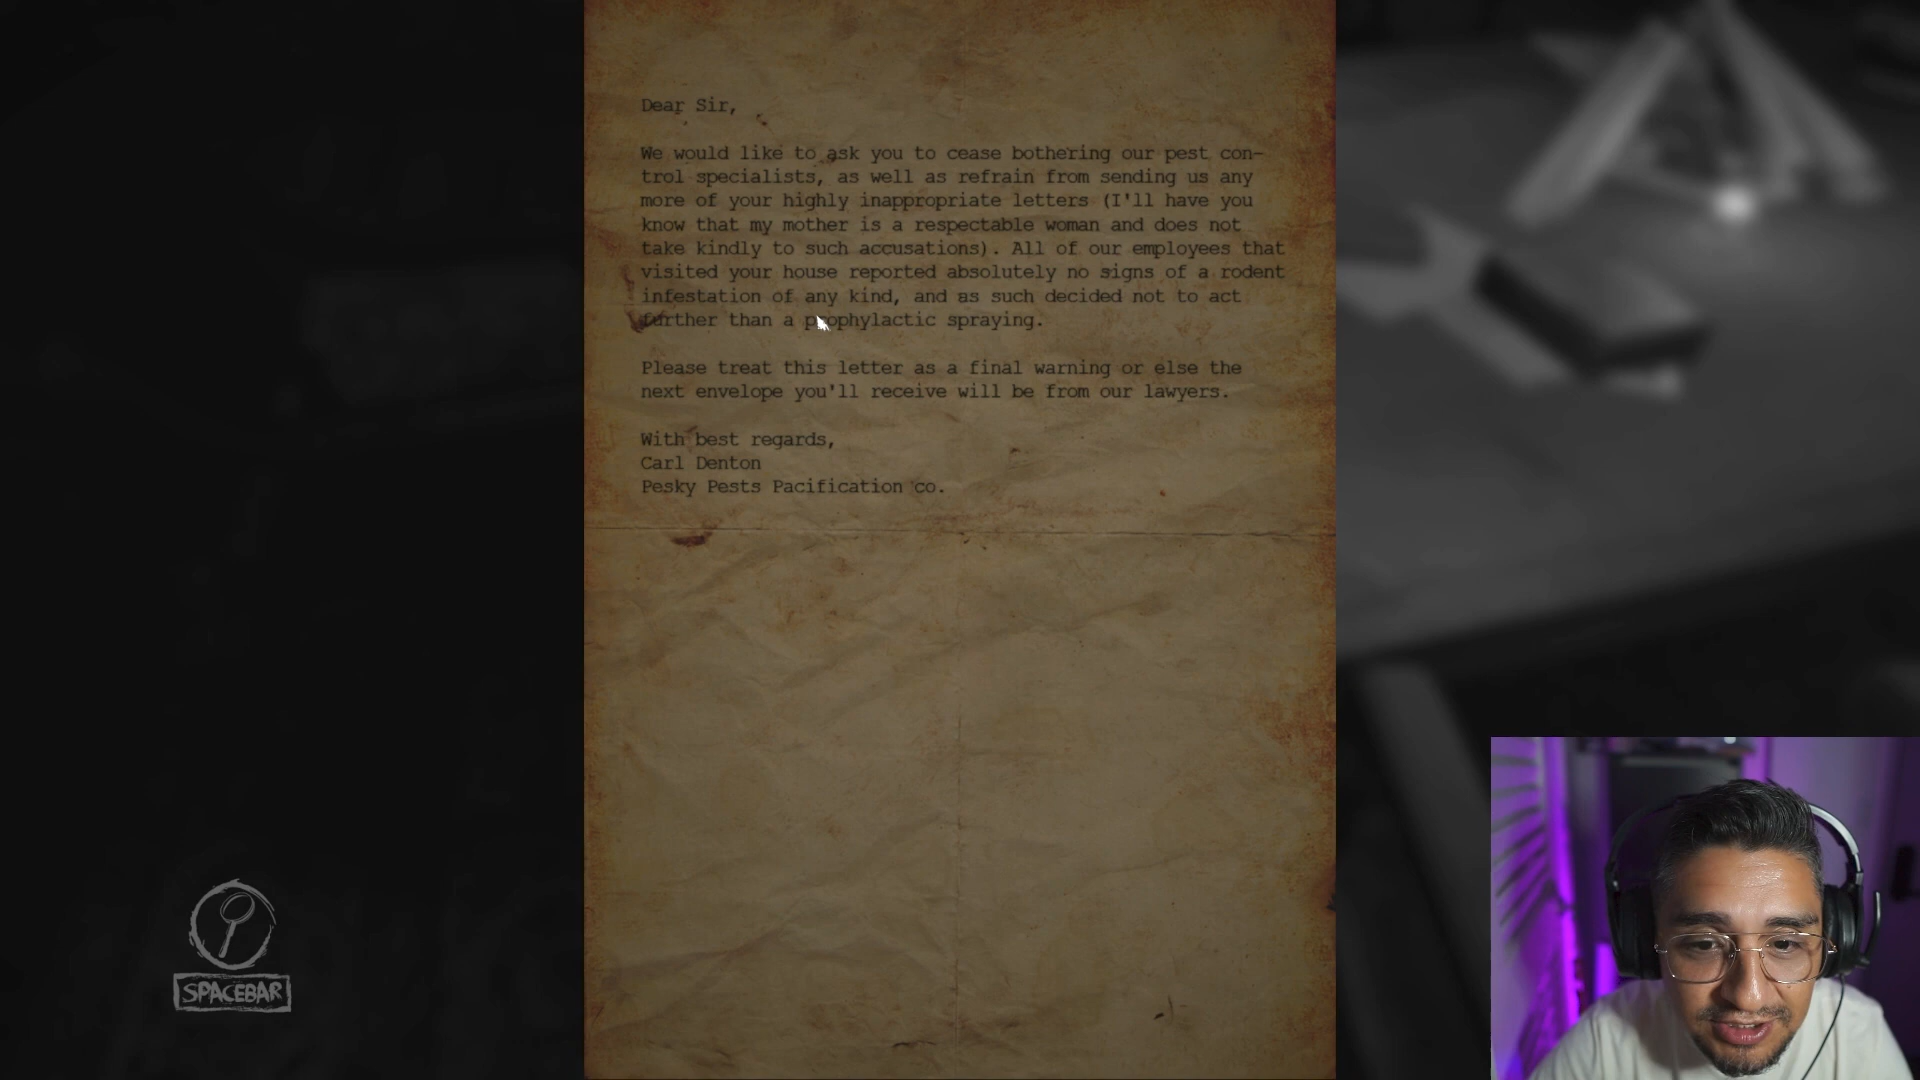 Dear Sir,
We would like to ask you to cease bothering our pest con-
trol specialists, as well as refrain from sending us any
more of your highly inappropriate letters (I'll have you
know that my mother is a respectable woman and does not
take kindly to such accusations). All of our employees that
visited your house reported absolutely no signs of a rodent
infestation of any kind, and as such decided not to act
further than a prophylactic spraying.
Please treat this letter as a final warning or else the
next envelope you'll receive will be from our lawyers.
With best regards,
Carl Denton
Pesky Pests Pacification co.
SPACEBAR